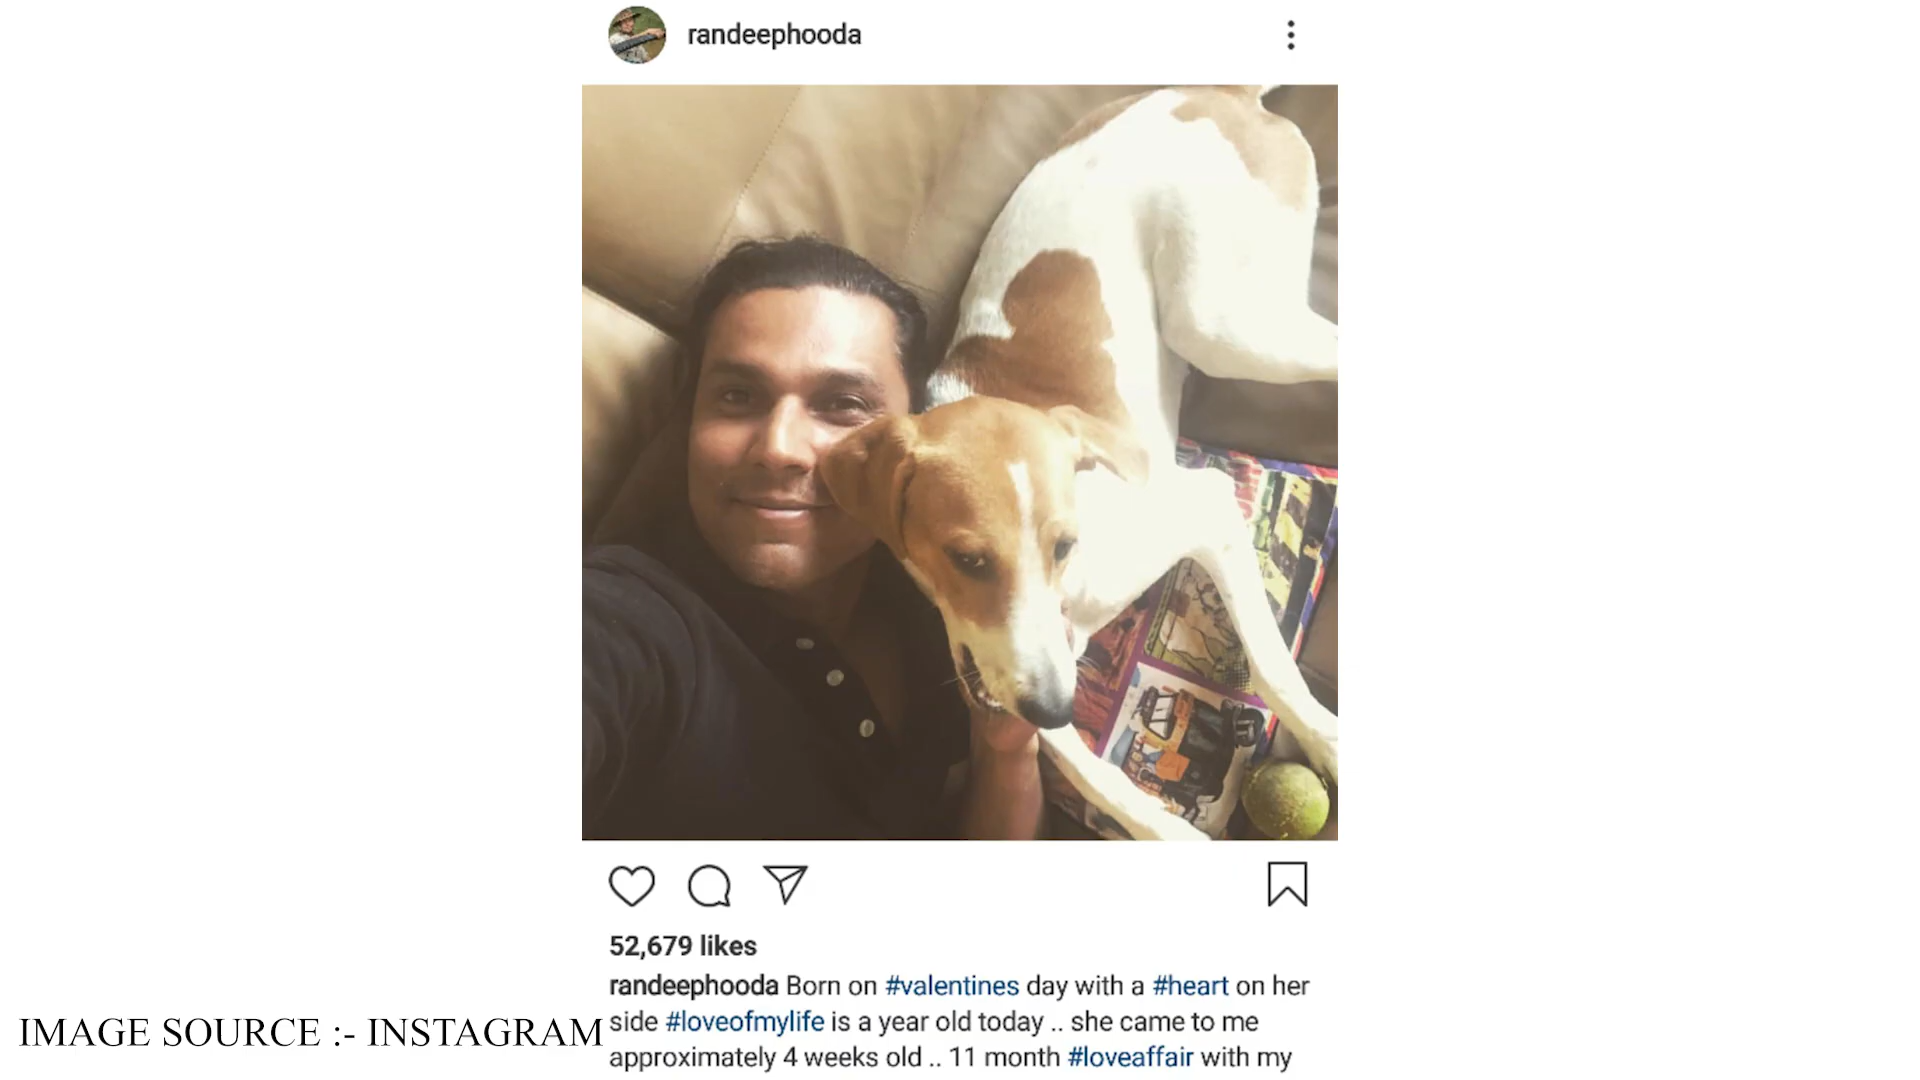 randeephooda
52,679 likes
randeephooda Born on #valentines day with a #heart on her
side #loveofmylife is a year old today .. she came to me
approximately 4 weeks old .. 11 month #loveaffair with my
IMAGE SOURCE :- INSTAGRAM